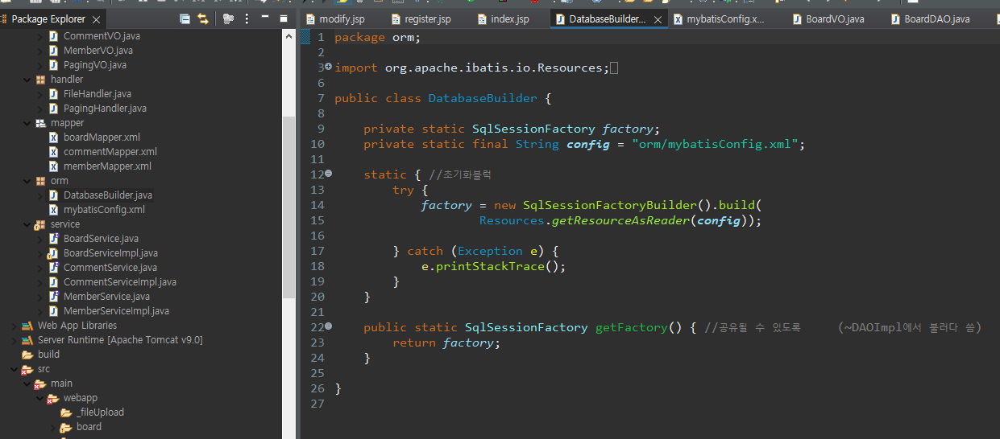 Package Explorer
CommentVO.java
MemberVO.java
PagingVO.java
handler
FileHandler.java
PagingHandler.java
mapper
boardMapper.xml
commentMapper.xml
memberMapper.xml
orm
DatabaseBuilder.java
mybatisConfig.xml
service
BoardService.java
BoardServiceImpl.java
CommentService.java
CommentServiceImpl.java
MemberService.java
MemberServiceImpl.java
Web App Libraries
Server Runtime [Apache Tomcat v9.0]
build
src
main
webapp
_fileUpload
board
modify.jsp register.jsp index.jsp DatabaseBuilder... mybatisConfig.x... BoardVO.java BoardDAO.java
1 package orm;
2
3 import org.apache.ibatis.io.Resources;
6
7 public class DatabaseBuilder {
8
9 private static SqlSessionFactory factory;
10 private static final String config = "orm/mybatisConfig.xml";
11
12 static { //초기화블럭
13 try {
14 factory = new SqlSessionFactoryBuilder().build(
15 Resources.getResourceAsReader(config));
16
17 } catch (Exception e) {
18 e.printStackTrace();
19 }
20 }
21
22 public static SqlSessionFactory getFactory() { //공유될 수 있도록 (~DAOImpl에서 불러다 씀)
23 return factory;
24 }
25
26 }
27